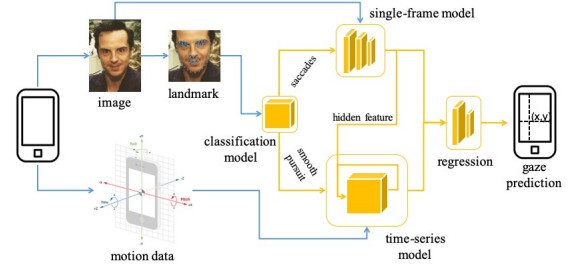 single-frame model
image
landmark
saccades
classification
model
hidden feature
smooth
pursuit
regression
(x,y)
gaze
prediction
motion data
time-series
model